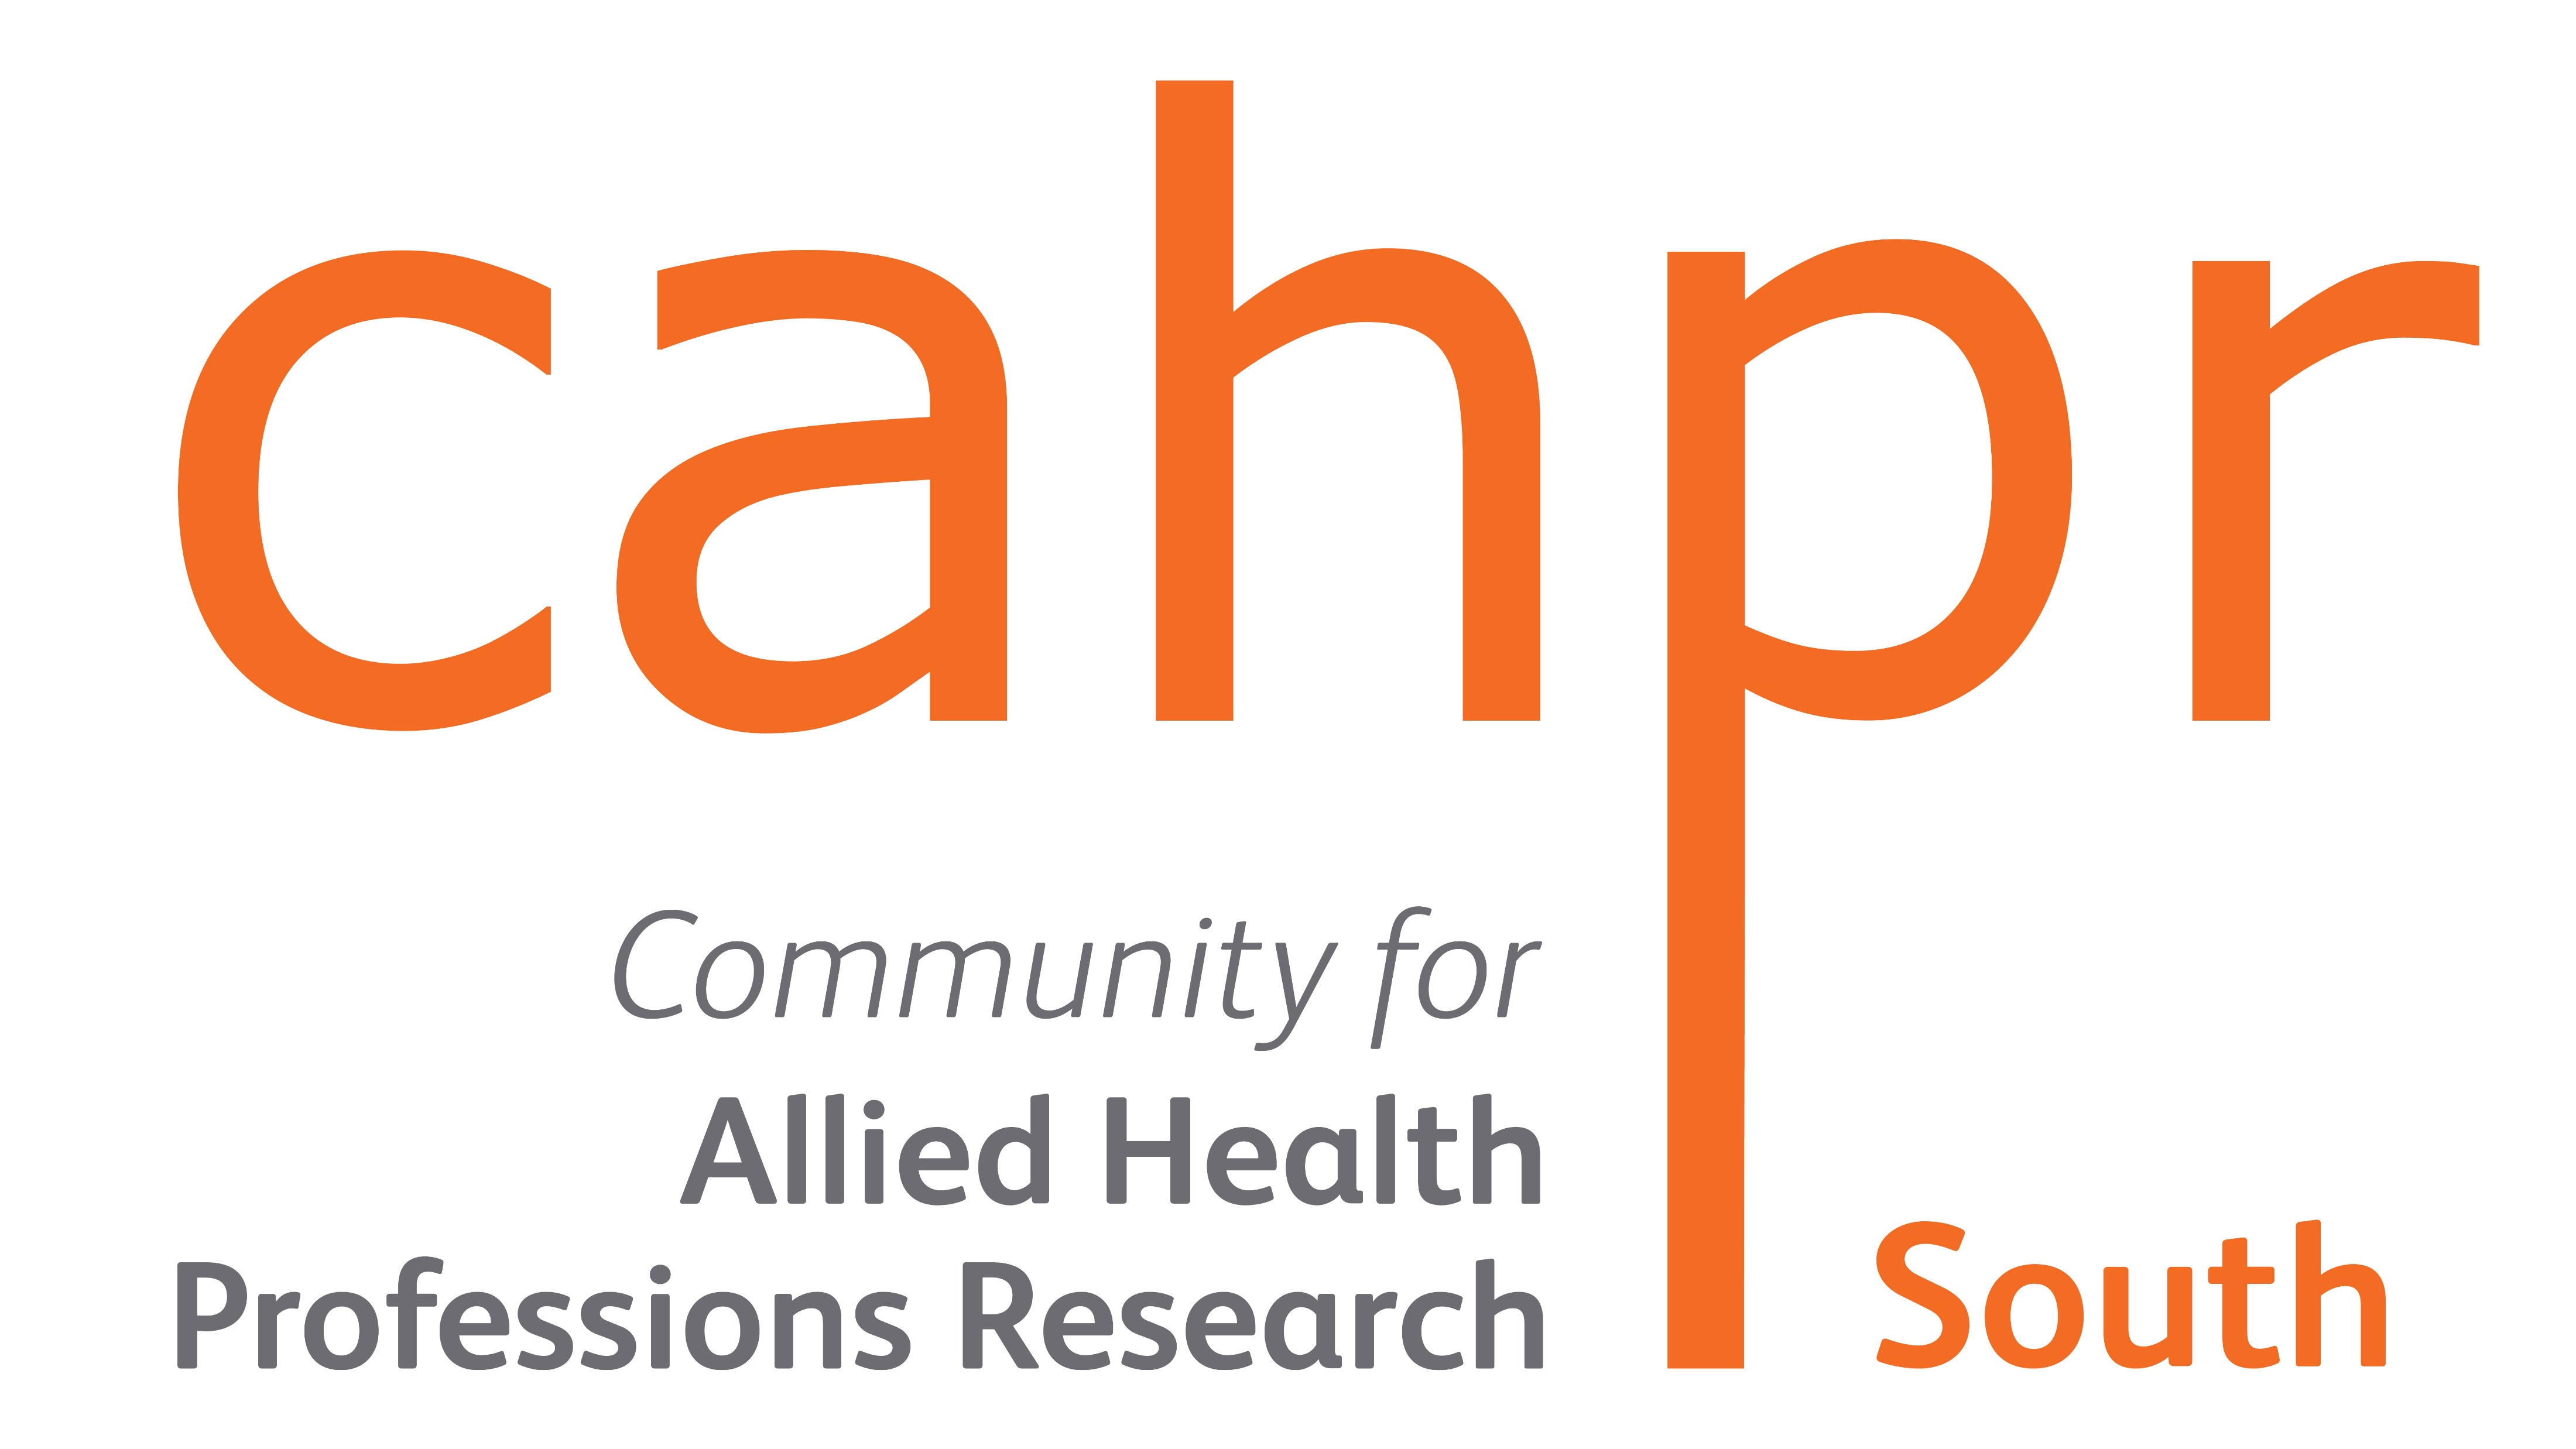 cahpr
Community for
Allied Health
Professions Research
South